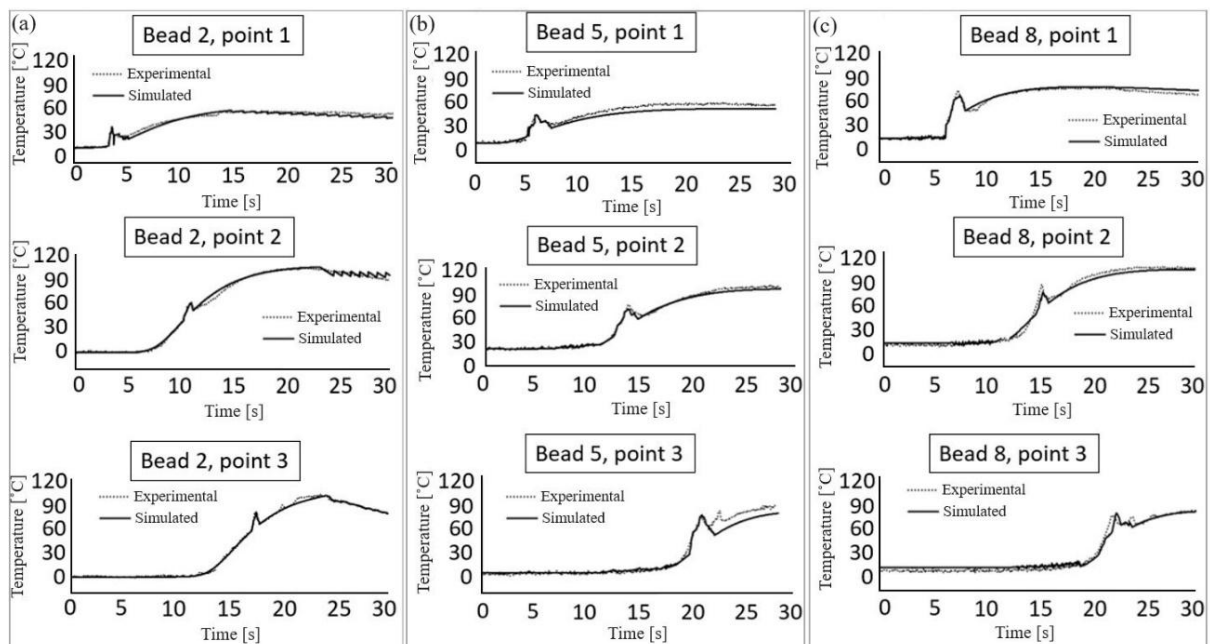 (a)
Bead 2, point 1
Temperature [˚C]
120
90
60
30
0
Experimental
Simulated
0 5 10 15 20 25 30
Time [s]
Bead 2, point 2
Temperature [˚C]
120
90
60
30
0
Experimental
Simulated
0 5 10 15 20 25 30
Time [s]
Bead 2, point 3
Temperature [˚C]
120
90
60
30
0
Experimental
Simulated
0 5 10 15 20 25 30
Time [s]
(b)
Bead 5, point 1
Temperature [˚C]
120
90
60
30
0
Experimental
Simulated
0 5 10 15 20 25 30
Time [s]
Bead 5, point 2
Temperature [˚C]
120
90
60
30
0
Experimental
Simulated
0 5 10 15 20 25 30
Time [s]
Bead 5, point 3
Temperature [˚C]
120
90
60
30
0
Experimental
Simulated
0 5 10 15 20 25 30
Time [s]
(c)
Bead 8, point 1
Temperature [˚C]
120
90
60
30
0
Experimental
Simulated
0 5 10 15 20 25 30
Time [s]
Bead 8, point 2
Temperature [˚C]
120
90
60
30
0
Experimental
Simulated
0 5 10 15 20 25 30
Time [s]
Bead 8, point 3
Temperature [˚C]
120
90
60
30
0
Experimental
Simulated
0 5 10 15 20 25 30
Time [s]